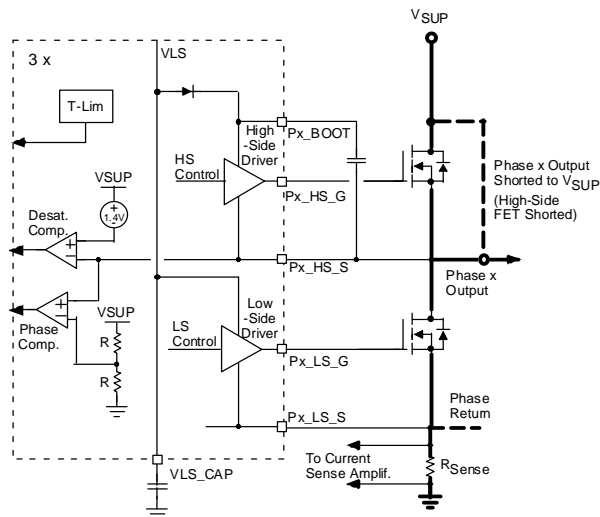 V_SUP
3 x
VLS
T-Lim
High
-Side
Driver
Px_BOOT
HS
Control
Px_HS_G
Phase x Output
Shorted to V_SUP
(High-Side
FET Shorted)
VSUP
+
1.4V
Desat.
Comp.
+
−
Px_HS_S
Phase x
Output
+
−
Phase
Comp.
VSUP
R
R
Low
-Side
Driver
LS
Control
Px_LS_G
Px_LS_S
Phase
Return
To Current
Sense Amplif.
R_Sense
VLS_CAP